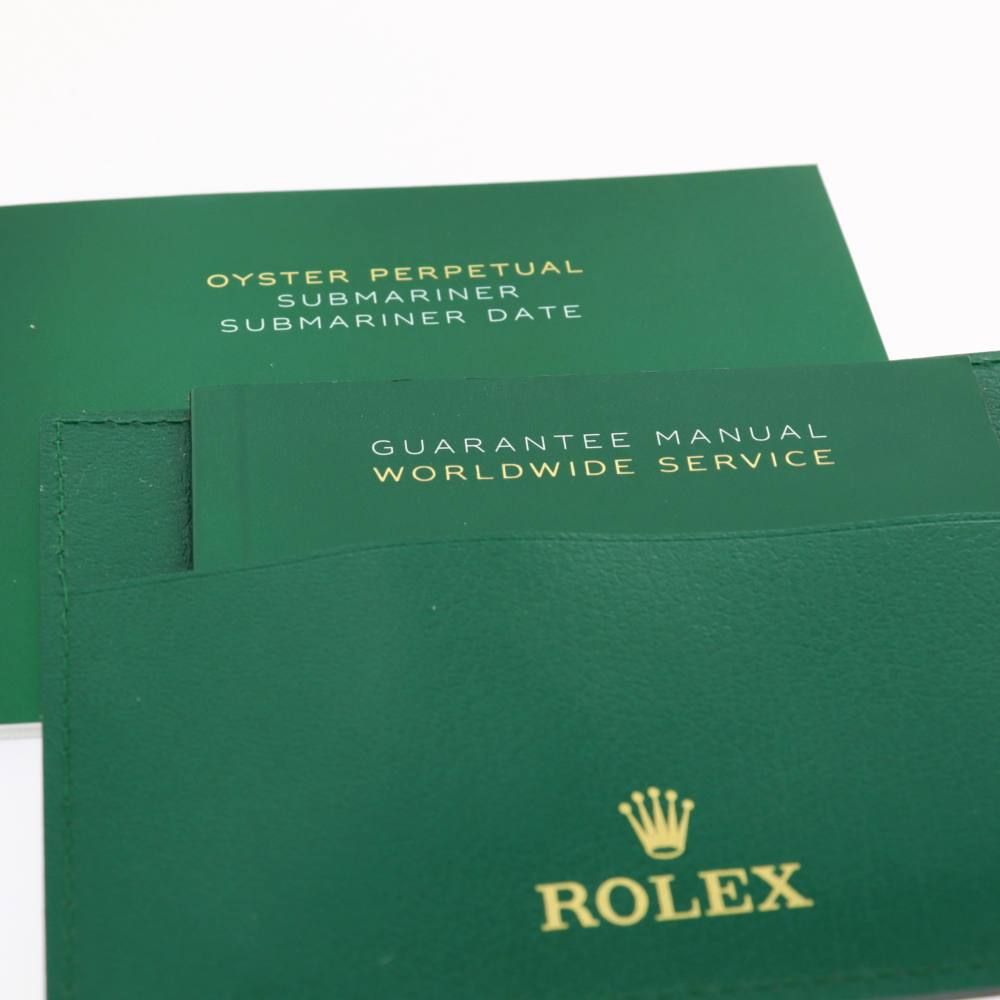 OYSTER PERPETUAL
SUBMARINER
SUBMARINER DATE
GUARANTEE MANUAL
WORLDWIDE SERVICE
ROLEX